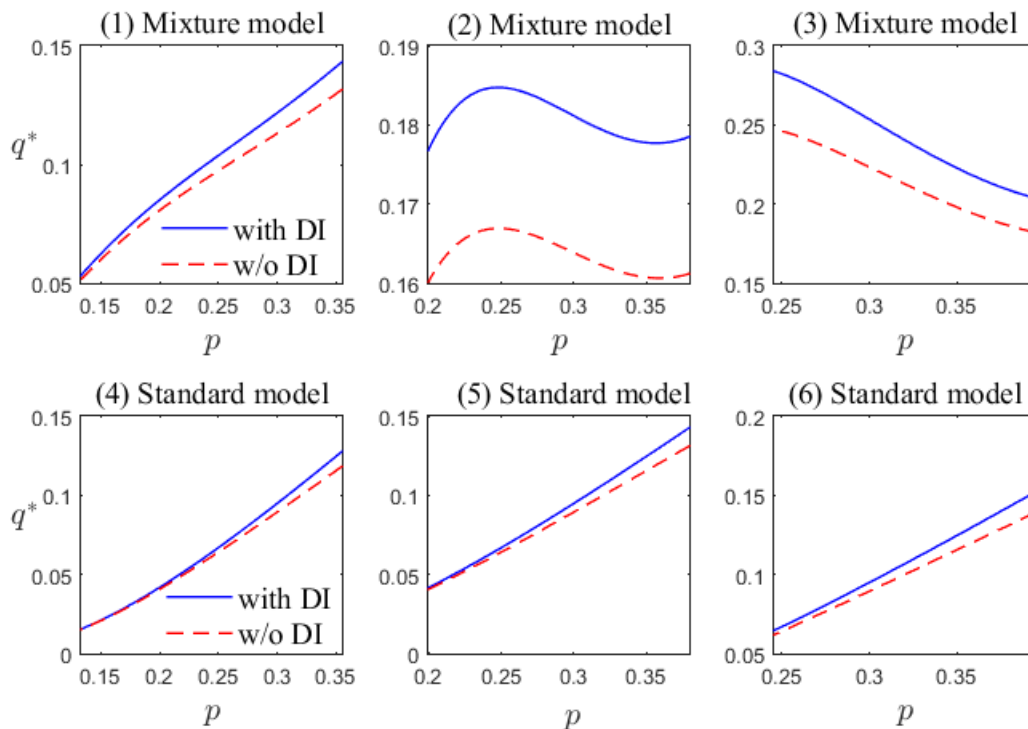 (1) Mixture model
(2) Mixture model
(3) Mixture model
0.15
0.1
0.05
q*
with DI
w/o DI
0.15 0.2 0.25 0.3 0.35
p
0.19
0.18
0.17
0.16
0.2 0.25 0.3 0.35
p
0.3
0.25
0.2
0.15
0.25 0.3 0.35
p
(4) Standard model
(5) Standard model
(6) Standard model
0.15
0.1
0.05
0
q*
with DI
w/o DI
0.15 0.2 0.25 0.3 0.35
p
0.15
0.1
0.05
0
0.2 0.25 0.3 0.35
p
0.2
0.15
0.1
0.05
0.25 0.3 0.35
p